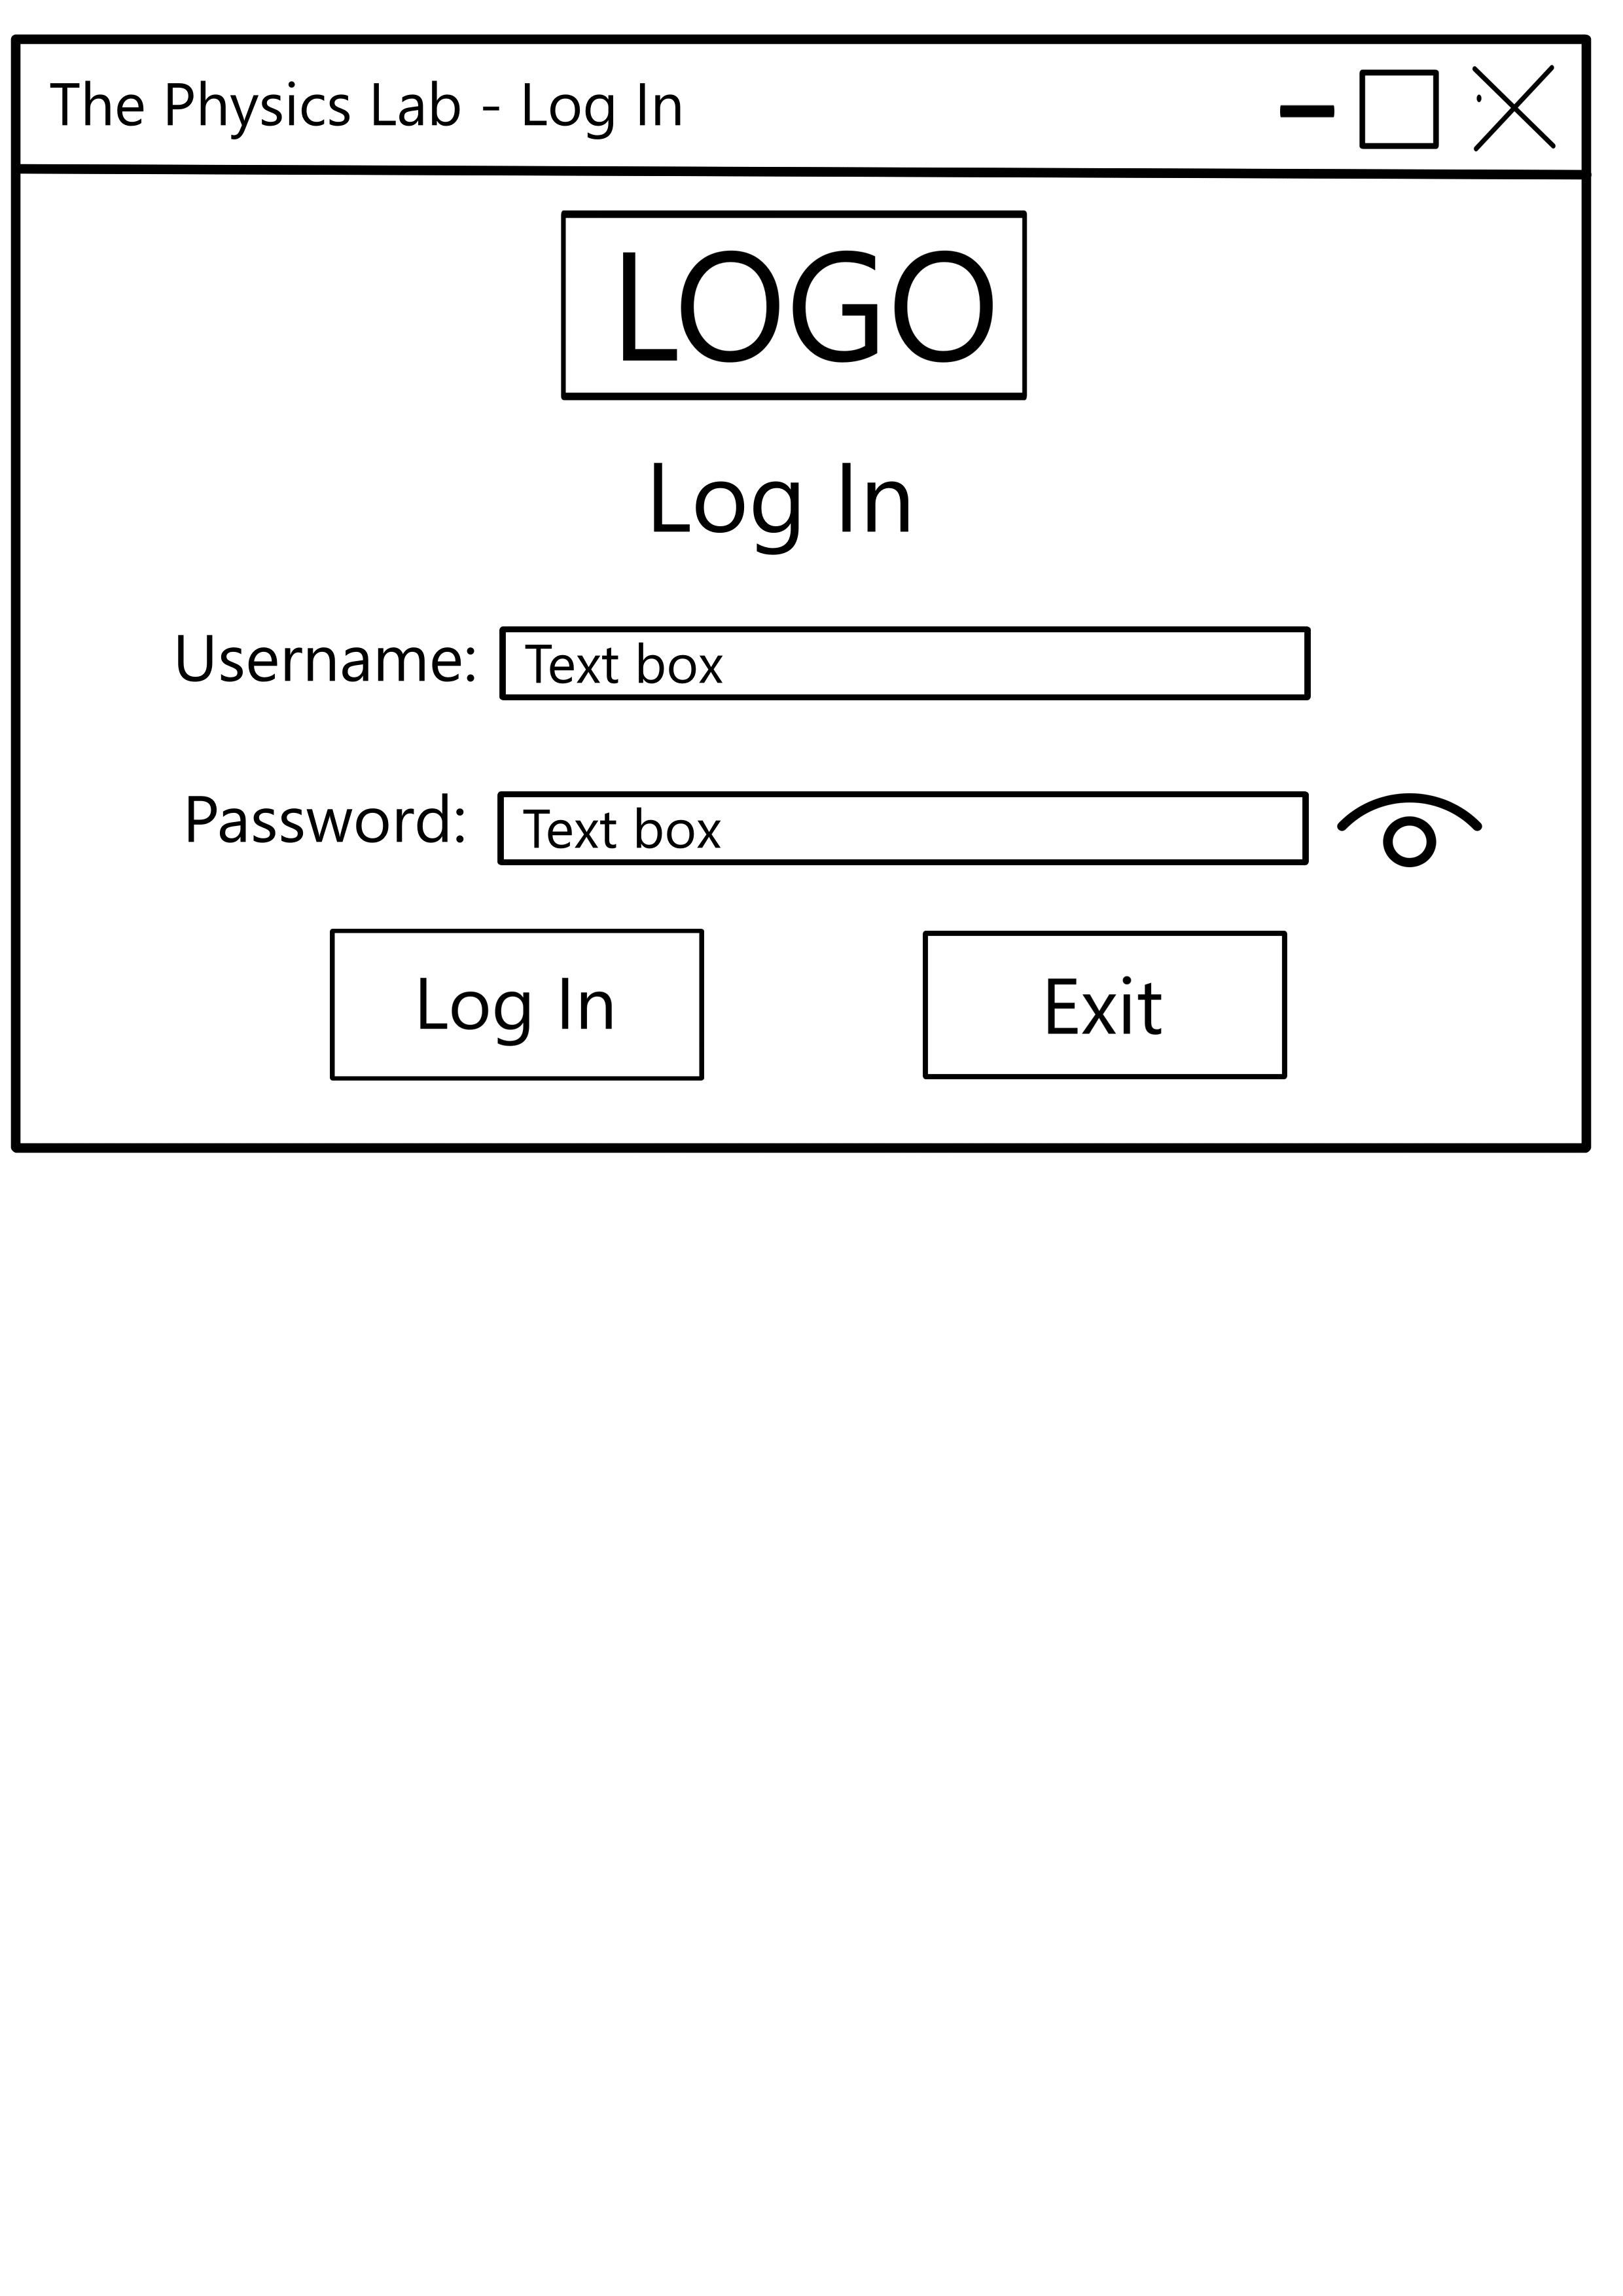 The Physics Lab - Log In
LOGO
Log In
Username: Text box
Password: Text box
Log In Exit